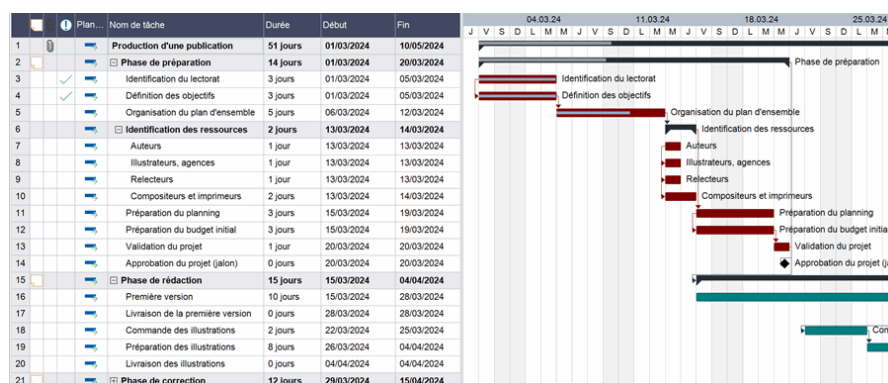 Plan... Nom de tâche Durée Début Fin
04.03.24 11.03.24 18.03.24 25.03.24
J V S D L M M J V S D L M M J V S D L M M J V S D L M
1 Production d'une publication 51 jours 01/03/2024 10/05/2024
2 Phase de préparation 14 jours 01/03/2024 20/03/2024 Phase de préparation
3 Identification du lectorat 3 jours 01/03/2024 05/03/2024 Identification du lectorat
4 Définition des objectifs 3 jours 01/03/2024 05/03/2024 Définition des objectifs
5 Organisation du plan d'ensemble 5 jours 06/03/2024 12/03/2024 Organisation du plan d'ensemble
6 Identification des ressources 2 jours 13/03/2024 14/03/2024 Identification des ressources
7 Auteurs 1 jour 13/03/2024 13/03/2024 Auteurs
8 Illustrateurs, agences 1 jour 13/03/2024 13/03/2024 Illustrateurs, agences
9 Relecteurs 1 jour 13/03/2024 13/03/2024 Relecteurs
10 Compositeurs et imprimeurs 2 jours 13/03/2024 14/03/2024 Compositeurs et imprimeurs
11 Préparation du planning 3 jours 15/03/2024 19/03/2024 Préparation du planning
12 Préparation du budget initial 3 jours 15/03/2024 19/03/2024 Préparation du budget initia
13 Validation du projet 1 jour 20/03/2024 20/03/2024 Validation du projet
14 Approbation du projet (jalon) 0 jours 20/03/2024 20/03/2024 Approbation du projet (ja
15 Phase de rédaction 15 jours 15/03/2024 04/04/2024
16 Première version 10 jours 15/03/2024 28/03/2024
17 Livraison de la première version 0 jours 28/03/2024 28/03/2024
18 Commande des illustrations 2 jours 22/03/2024 25/03/2024 Con
19 Préparation des illustrations 8 jours 26/03/2024 04/04/2024
20 Livraison des illustrations 0 jours 04/04/2024 04/04/2024
21 Phase de correction 12 jours 29/03/2024 15/04/2024